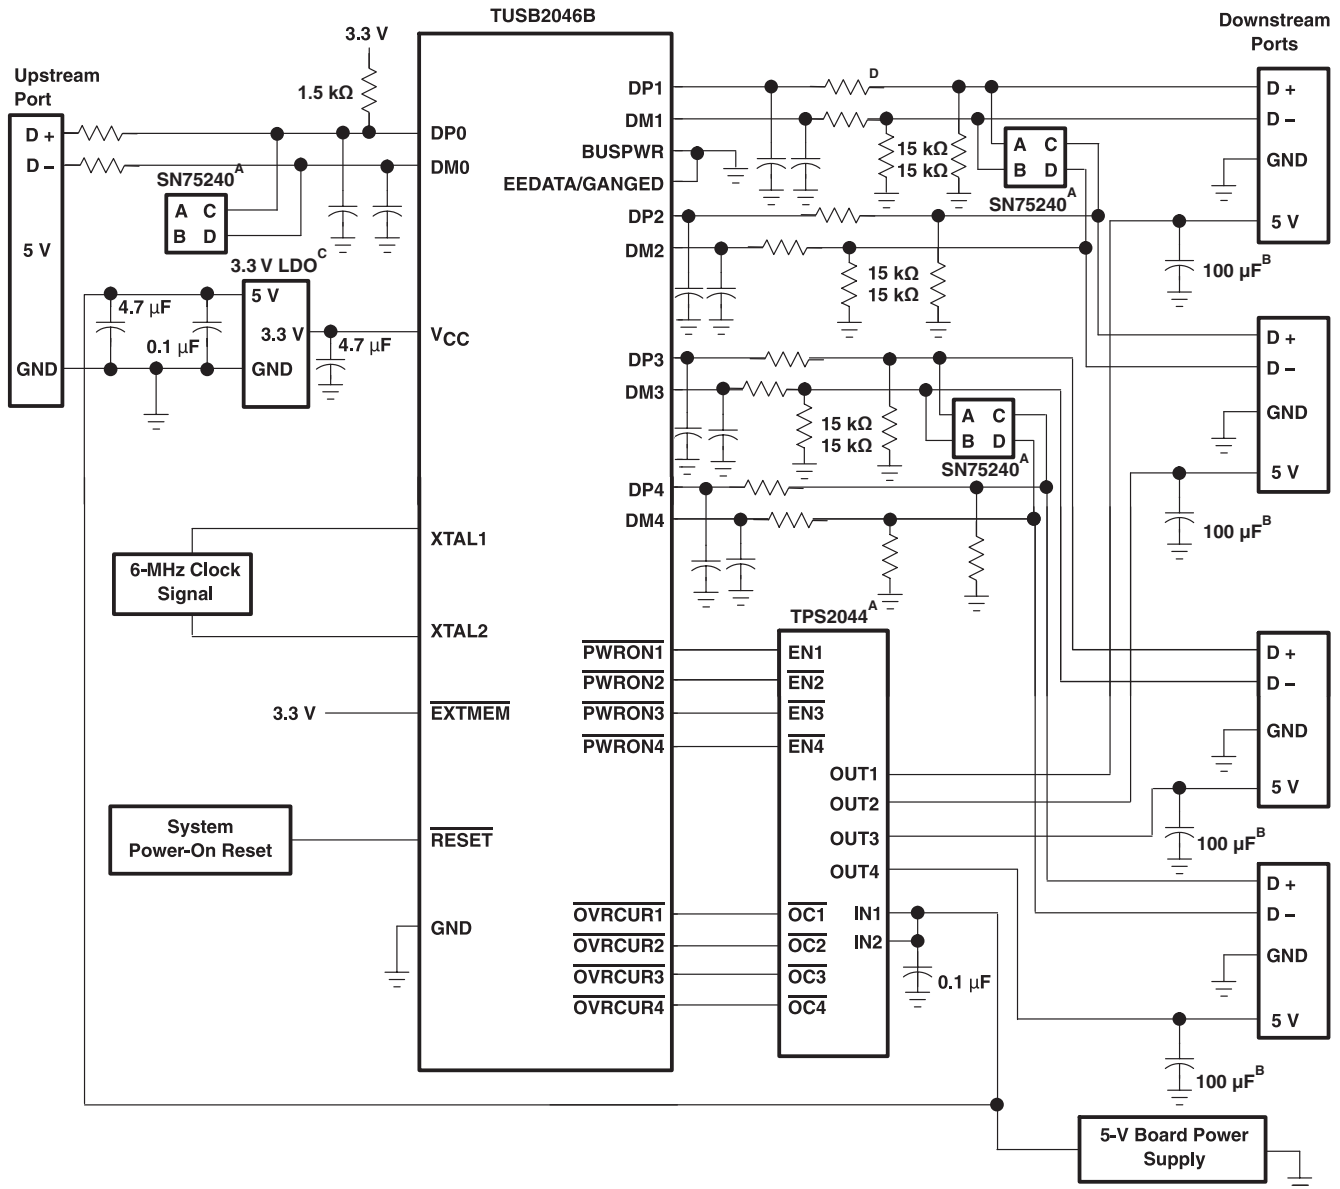 TUSB2046B
Downstream
Ports
Upstream
Port
3.3 V
1.5 kΩ
D +
D –
5 V
GND
SN75240A
A C
B D
3.3 V LDOC
5 V
3.3 V
GND
4.7 µF
0.1 µF
4.7 µF
DP0
DM0
VCC
XTAL1
XTAL2
EXTMEM
RESET
GND
6-MHz Clock
Signal
3.3 V
System
Power-On Reset
DP1
DM1
BUSPWR
EEDATA/GANGED
DP2
DM2
DP3
DM3
DP4
DM4
PWRON1
PWRON2
PWRON3
PWRON4
OVRCUR1
OVRCUR2
OVRCUR3
OVRCUR4
D
15 kΩ
15 kΩ
A C
B D
A
SN75240
15 kΩ
15 kΩ
15 kΩ
15 kΩ
A C
B D
SN75240A
TPS2044A
EN1
EN2
EN3
EN4
OUT1
OUT2
OUT3
OUT4
OC1
OC2
OC3
OC4
IN1
IN2
0.1 µF
D +
D –
GND
5 V
100 µFB
D +
D –
GND
5 V
100 µFB
D +
D –
GND
5 V
100 µFB
D +
D –
GND
5 V
100 µFB
5-V Board Power
Supply